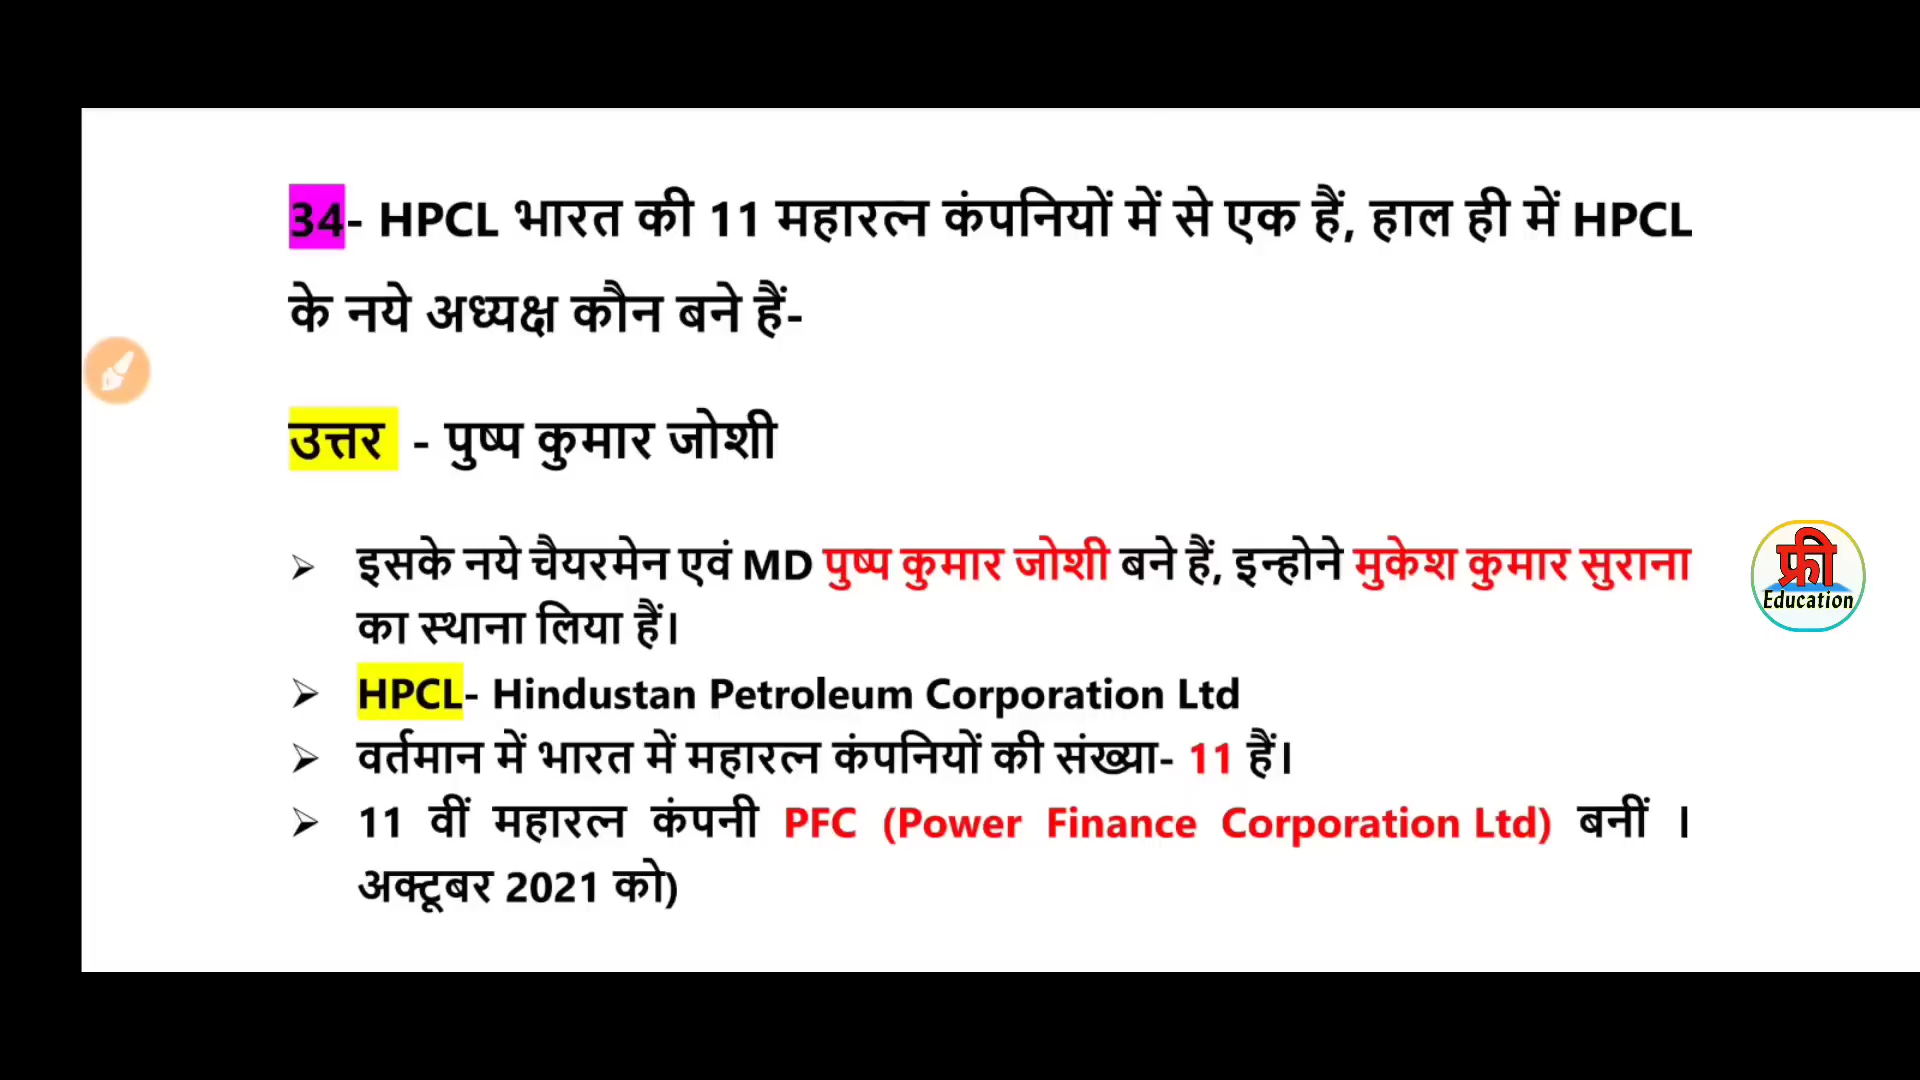 34- HPCL भारत की 11 महारत्न कंपनियों में से एक हैं, हाल ही में HPCL
के नये अध्यक्ष कौन बने हैं-
उत्तर - पुष्प कुमार जोशी
➢ इसके नये चैयरमेन एवं MD पुष्प कुमार जोशी बने हैं, इन्होने मुकेश कुमार सुराना
का स्थाना लिया हैं।
➢ HPCL- Hindustan Petroleum Corporation Ltd
➢ वर्तमान में भारत में महारत्न कंपनियों की संख्या- 11 हैं।
➢ 11 वीं महारत्न कंपनी PFC (Power Finance Corporation Ltd) बनीं ।
अक्टूबर 2021 को)
फ्री
Education